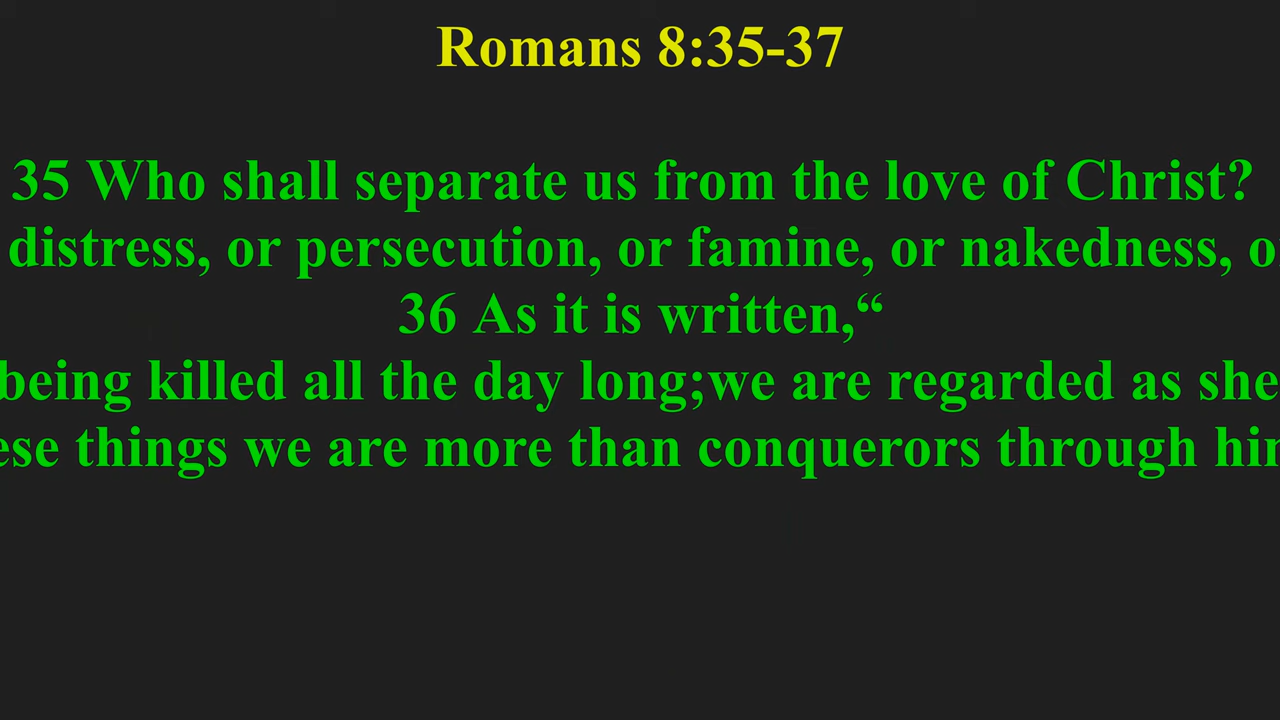 Romans 8:35-37
35 Who shall separate us from the love of Christ?
distress, or persecution, or famine, or nakedness, o
36 As it is written,“
being killed all the day long;we are regarded as she
ese things we are more than conquerors through hi